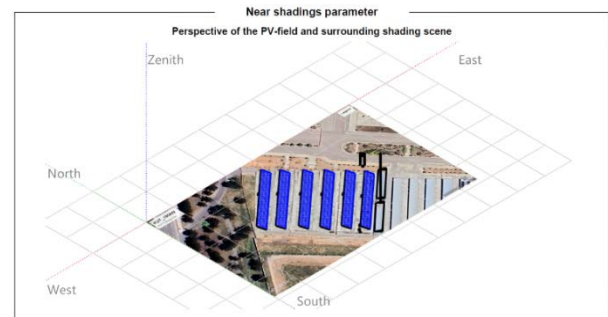 Near shadings parameter
Perspective of the PV-field and surrounding shading scene
Zenith
East
North
West
South